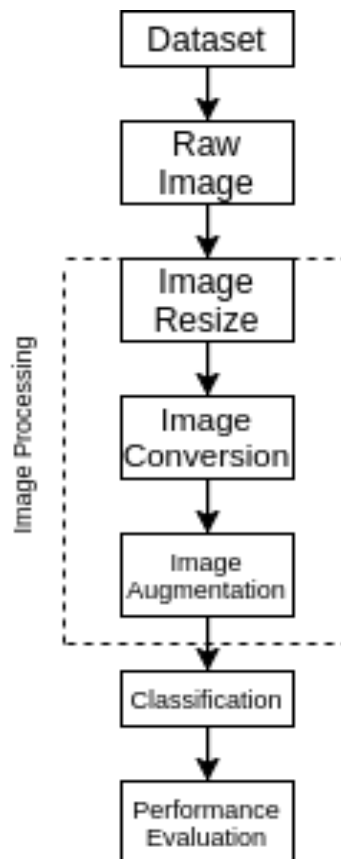 Dataset
Raw
Image
Image
Resize
Image Processing
Image
Conversion
Image
Augmentation
Classification
Performance
Evaluation